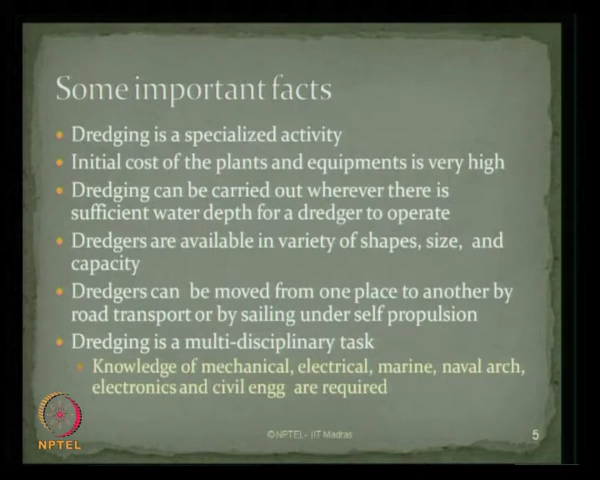 Some important facts
Dredging is a specialized activity
Initial cost of the plants and equipments is very high
Dredging can be carried out wherever there is
sufficient water depth for a dredger to operate
Dredgers are available in variety of shapes, size, and
capacity
Dredgers can be moved from one place to another by
road transport or by sailing under self propulsion
Dredging is a multi-disciplinary task
Knowledge of mechanical, electrical, marine, naval arch,
electronics and civil engg are required
NPTEL
©NPTEL- IIT Madras
5